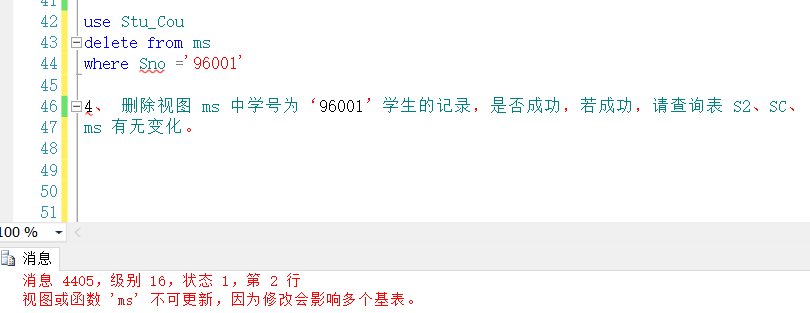 41
42 use Stu_Cou
43 delete from ms
44 where Sno ='96001'
45
46 4、 删除视图 ms 中学号为‘96001’学生的记录，是否成功，若成功，请查询表 S2、SC、
47 ms 有无变化。
48
49
50
51
100 %
消息
消息 4405，级别 16，状态 1，第 2 行
视图或函数 'ms' 不可更新，因为修改会影响多个基表。